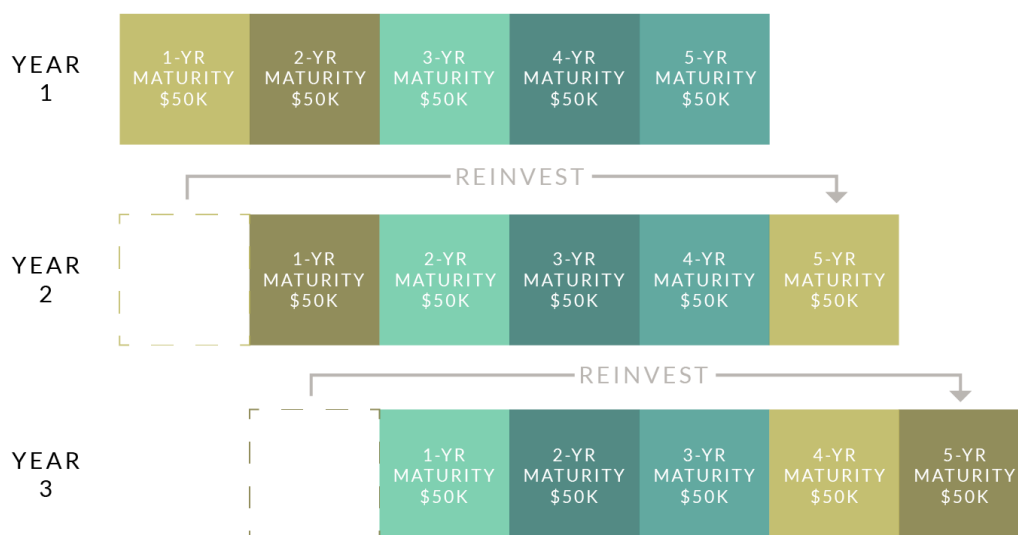 YEAR
1
1-YR
MATURITY
$50K
2-YR
MATURITY
$50K
3-YR
MATURITY
$50K
4-YR
MATURITY
$50K
5-YR
MATURITY
$50K
REINVEST
YEAR
2
1-YR
MATURITY
$50K
2-YR
MATURITY
$50K
3-YR
MATURITY
$50K
4-YR
MATURITY
$50K
5-YR
MATURITY
$50K
REINVEST
YEAR
3
1-YR
MATURITY
$50K
2-YR
MATURITY
$50K
3-YR
MATURITY
$50K
4-YR
MATURITY
$50K
5-YR
MATURITY
$50K